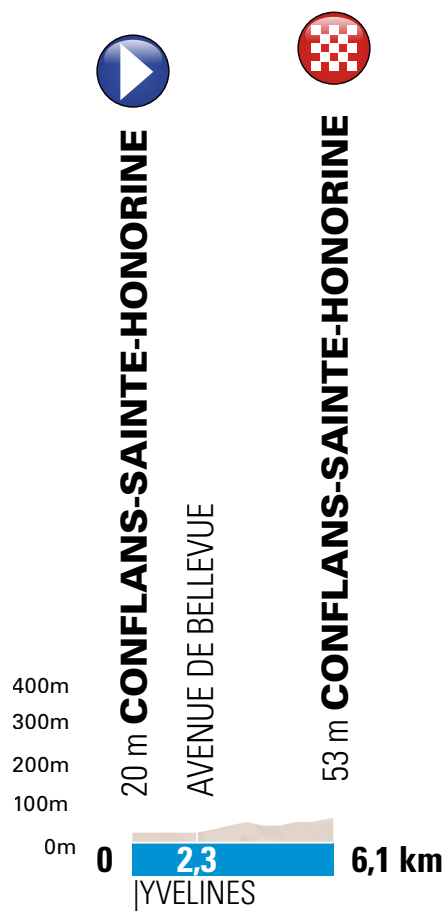 20 m CONFLANS-SAINTE-HONORINE
AVENUE DE BELLEVUE
53 m CONFLANS-SAINTE-HONORINE
400m
300m
200m
100m
0m
0 2,3 6,1 km
|YVELINES